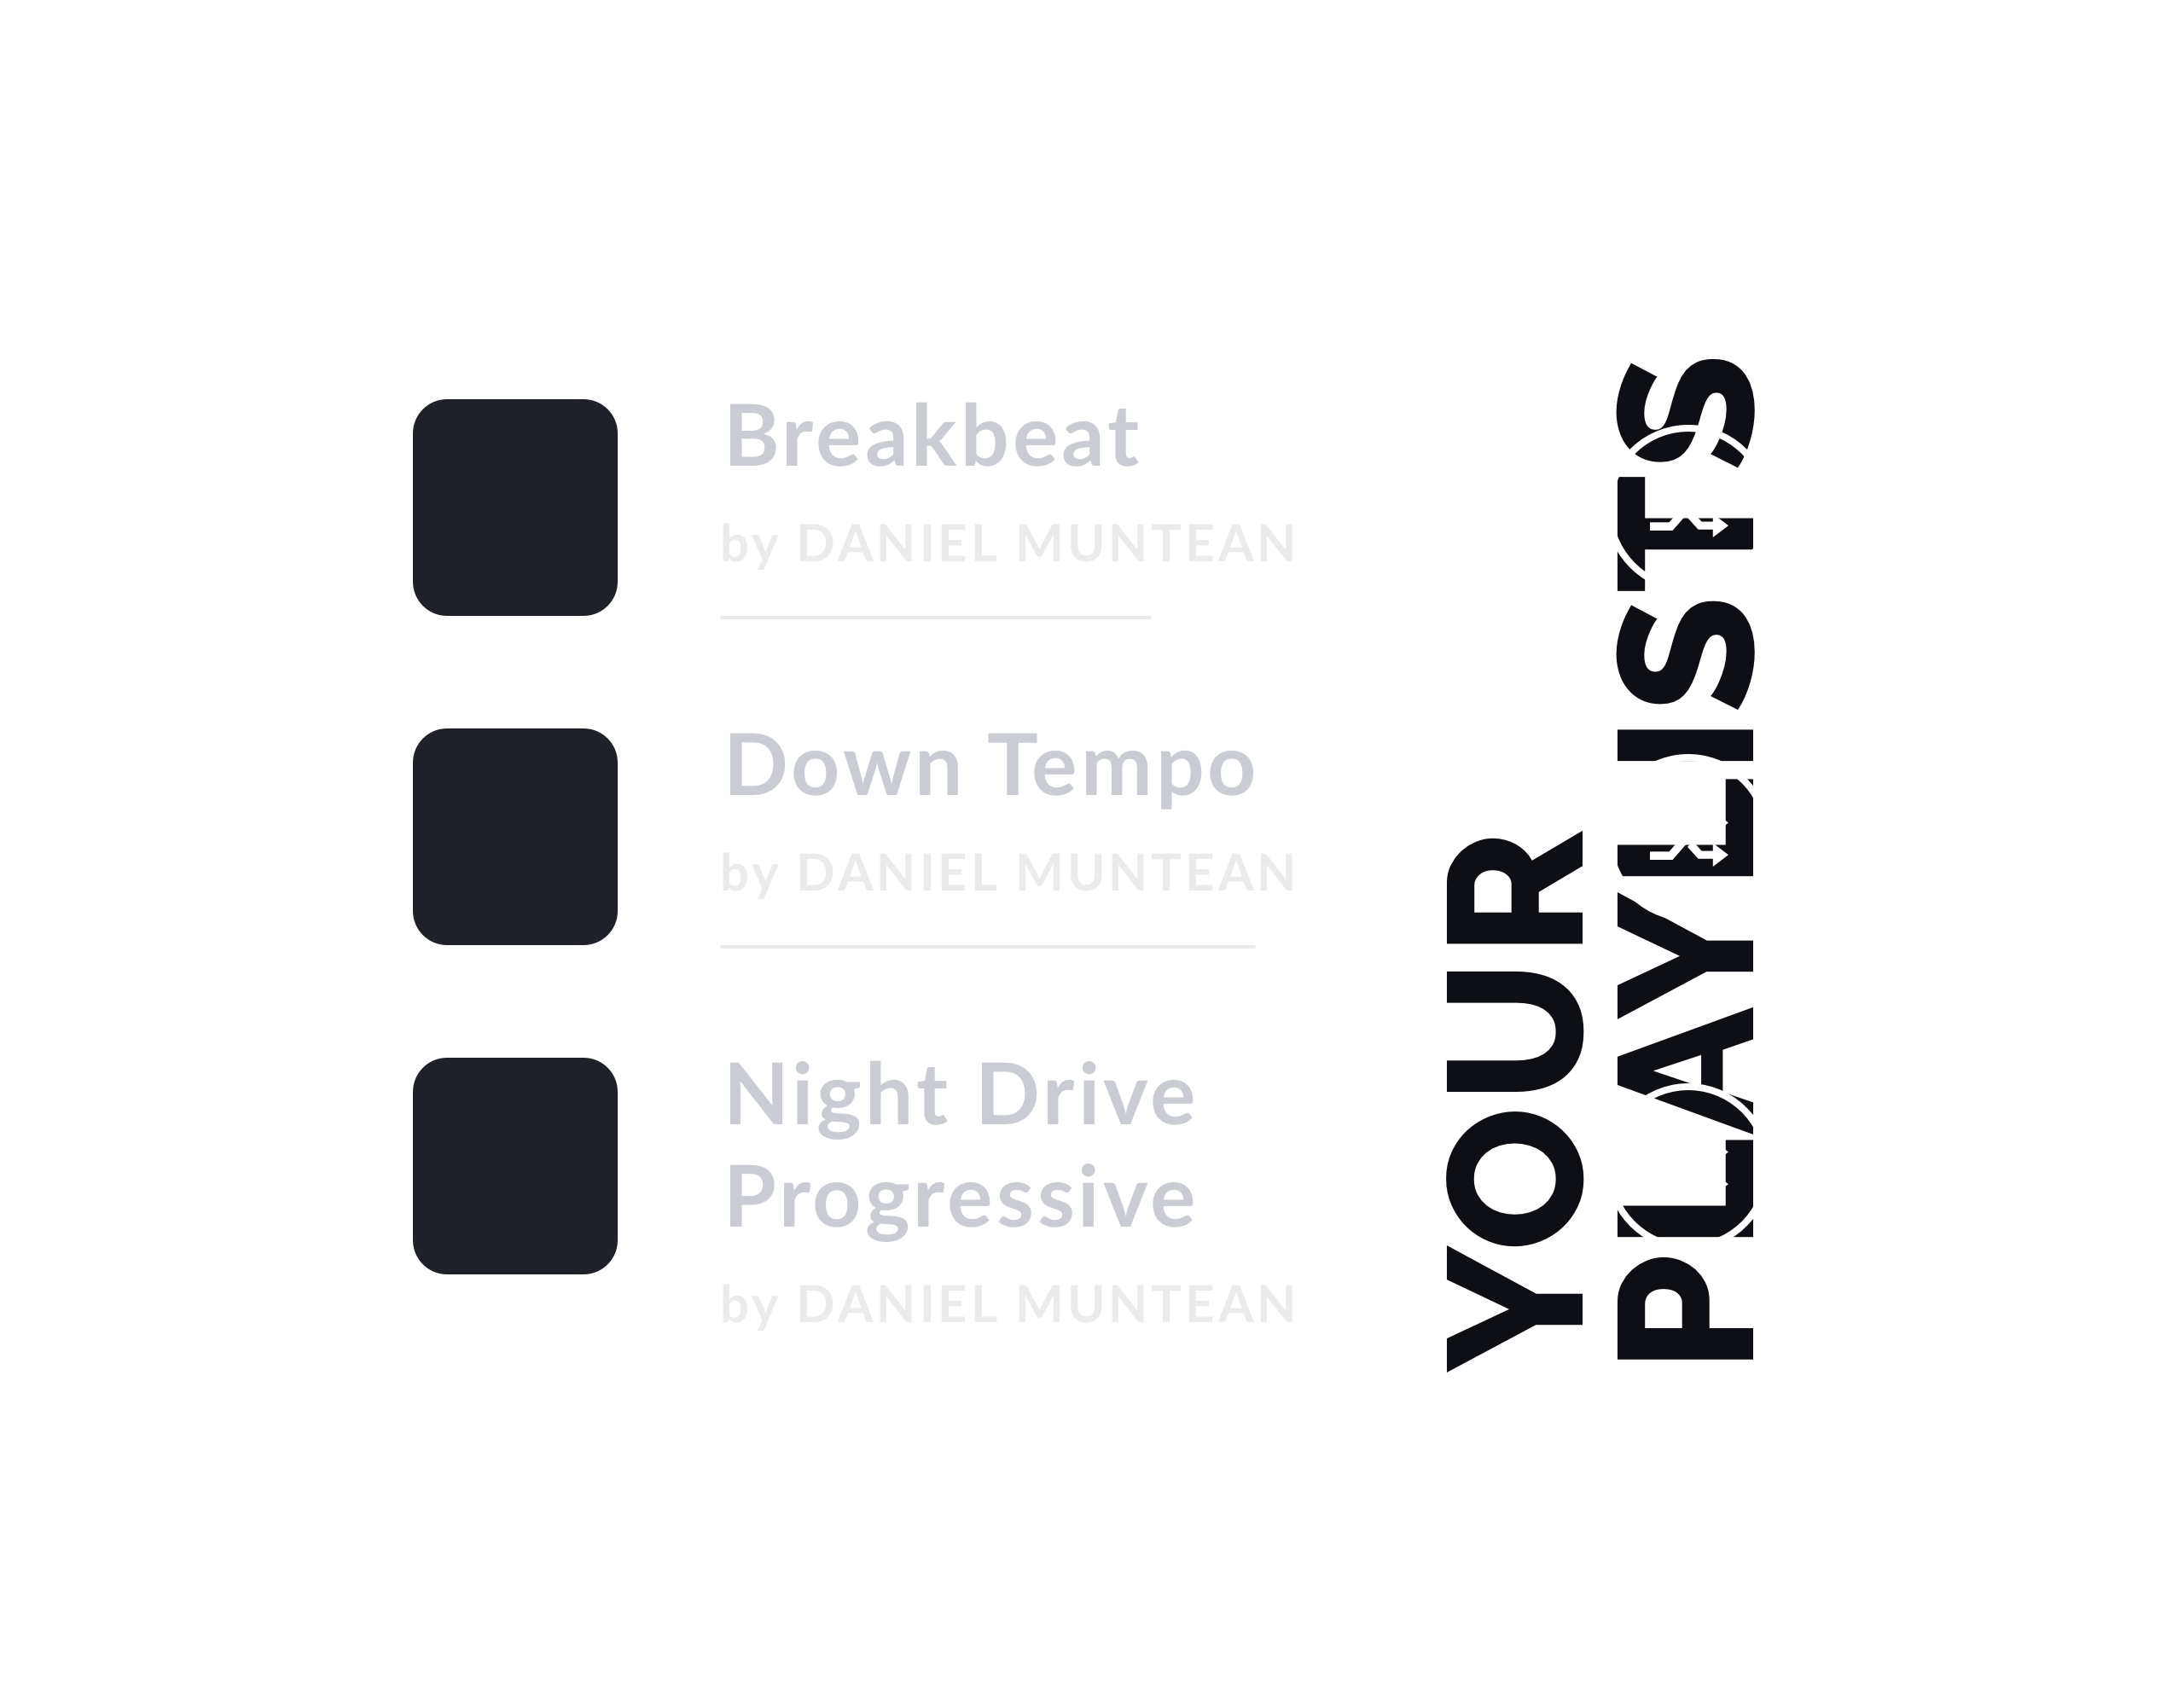 Breakbeat
by DANIEL MUNTEAN
Down Tempo
by DANIEL MUNTEAN
Night Drive
Progressive
by DANIEL MUNTEAN
YOUR
PLAYLISTS